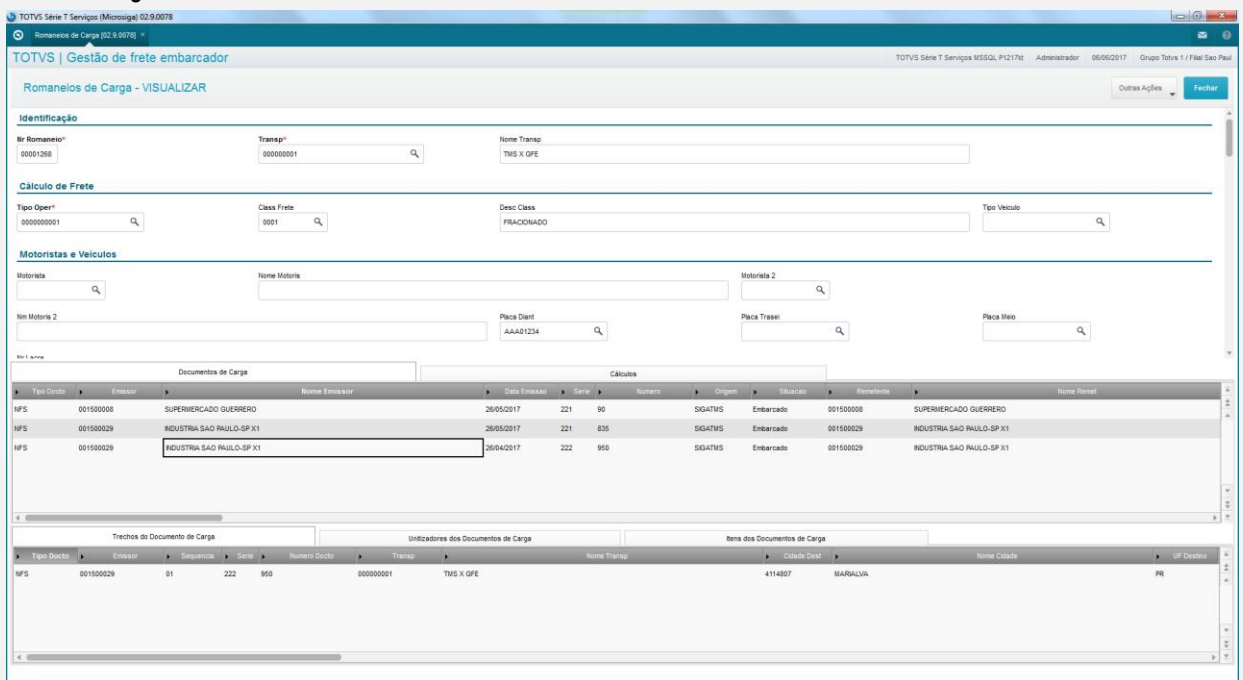 TOTVS Série T Serviços (Microsiga) 02.9.0078
Romaneios de Carga [02.9.0078] ×
TOTVS | Gestão de frete embarcador TOTVS Série T Serviços MSSQL P1217ht Administrador 06/06/2017 Grupo Totvs 1 / Filial Sao Paul
Romaneios de Carga - VISUALIZAR Outras Ações Fechar
Identificação
Nr Romaneio* Transp* Nome Transp
00001268 000000001 TMS X GFE
Cálculo de Frete
Tipo Oper* Class Frete Desc Class Tipo Veiculo
0000000001 0001 FRACIONADO
Motoristas e Veículos
Motorista Nome Motoris Motorista 2
Nm Motoris 2 Placa Diant Placa Trasei Placa Meio
AAA01234
Nr Lacre
Documentos de Carga Cálculos
Tipo Docto Emissor Nome Emissor Data Emissao Serie Numero Origem Situacao Remetente Nome Remet
NFS 001500008 SUPERMERCADO GUERRERO 26/05/2017 221 90 SIGATMS Embarcado 001500008 SUPERMERCADO GUERRERO
NFS 001500029 INDUSTRIA SAO PAULO-SP X1 26/05/2017 221 835 SIGATMS Embarcado 001500029 INDUSTRIA SAO PAULO-SP X1
NFS 001500029 INDUSTRIA SAO PAULO-SP X1 26/04/2017 222 950 SIGATMS Embarcado 001500029 INDUSTRIA SAO PAULO-SP X1
Trechos do Documento de Carga Unitizadores dos Documentos de Carga Itens dos Documentos de Carga
Tipo Docto Emissor Sequencia Serie Numero Docto Transp Nome Transp Cidade Dest Nome Cidade UF Destino
NFS 001500029 01 222 950 000000001 TMS X GFE 4114807 MARIALVA PR